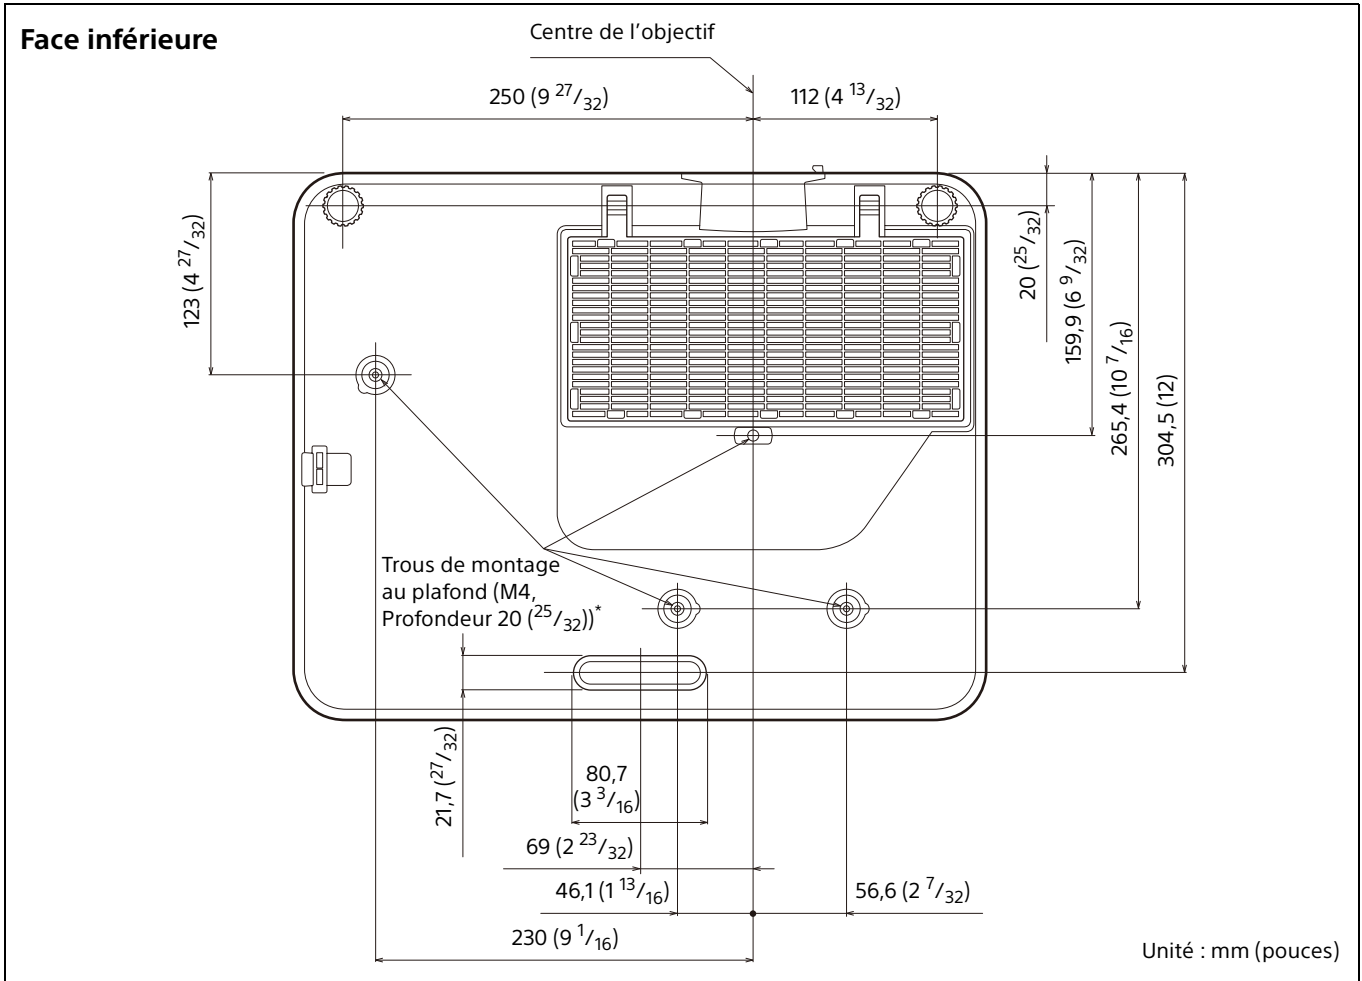 Face inférieure
Centre de l’objectif
250 (9 27/32)
112 (4 13/32)
123 (4 27/32)
20 (25/32)
159,9 (6 9/32)
265,4 (10 7/16)
304,5 (12)
Trous de montage
au plafond (M4,
Profondeur 20 (25/32))*
21,7 (27/32)
80,7
(3 3/16)
69 (2 23/32)
46,1 (1 13/16)
56,6 (2 7/32)
230 (9 1/16)
Unité : mm (pouces)